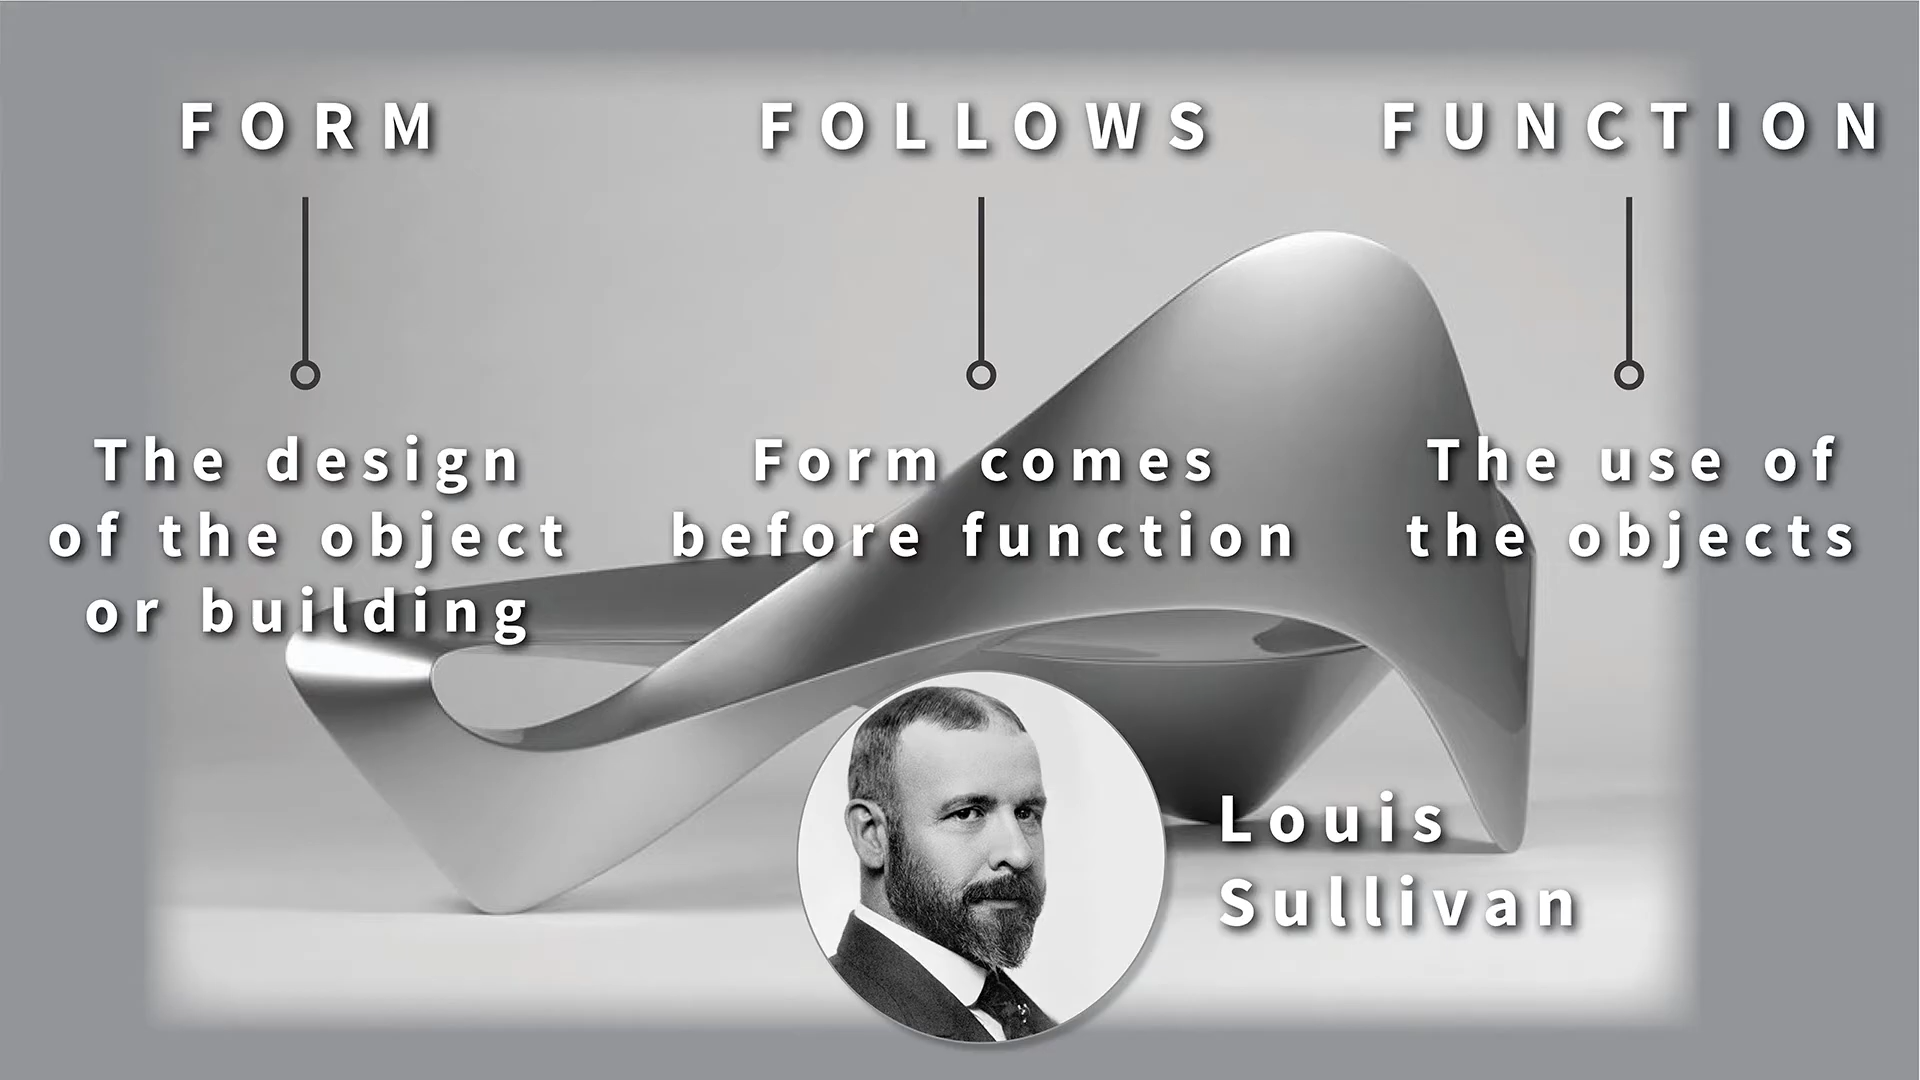 FORM
FOLLOWS
FUNCTION
The design
of the object
or building
Form comes
before function
The use of
the objects
Louis
Sullivan